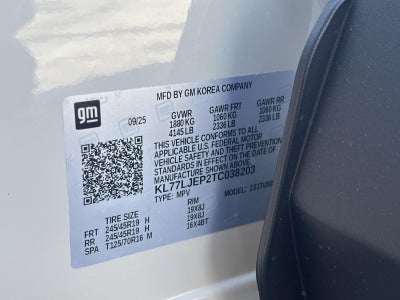 gm
MFD BY GM KOREA COMPANY
09/25 GVWR GAWR FRT GAWR RR
1880 KG 1060 KG 1060 KG
4145 LB 2336 LB 2336 LB
THIS VEHICLE CONFORMS TO ALL
APPLICABLE U.S. FEDERAL MOTOR
VEHICLE SAFETY, BUMPER, AND THEFT PREVENTION
STANDARDS IN EFFECT ON THE DATE OF
MANUFACTURE SHOWN ABOVE.
KL77LJEP2TC038203
TYPE: MPV MODEL:
TIRE SIZE RIM
FRT 245/45R19 H 19X8J
RR 245/45R19 H 19X8J
SPA T125/70R16 M 16X4BT